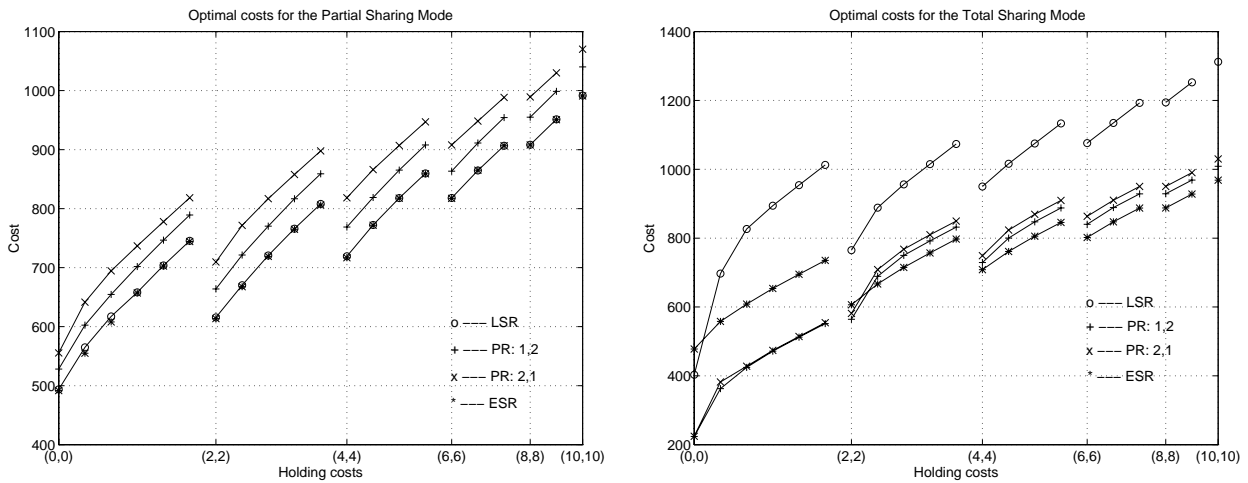 Optimal costs for the Partial Sharing Mode
1100
1000
900
800
700
600
500
400
Cost
(0,0)
(2,2)
(4,4)
(6,6)
(8,8)
(10,10)
Holding costs
o --- LSR
+ --- PR: 1,2
x --- PR: 2,1
* --- ESR
Optimal costs for the Total Sharing Mode
1400
1200
1000
800
600
400
200
Cost
(0,0)
(2,2)
(4,4)
(6,6)
(8,8)
(10,10)
Holding costs
o --- LSR
+ --- PR: 1,2
x --- PR: 2,1
* --- ESR